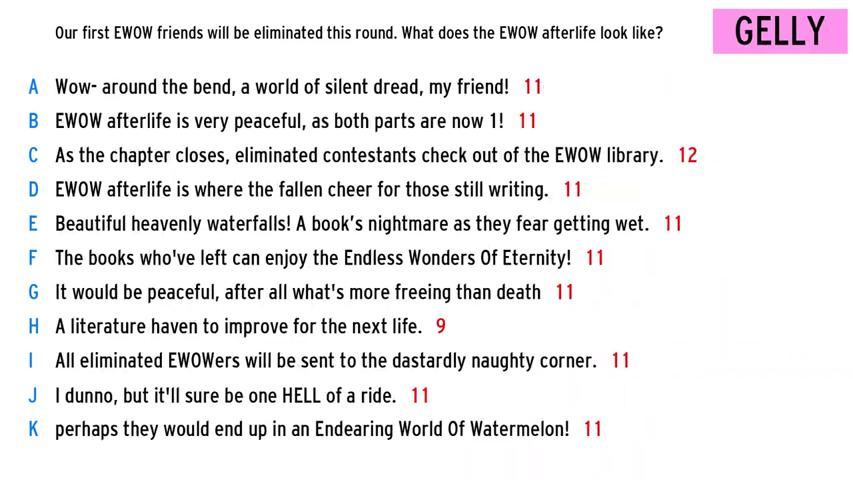 Our first EWOW friends will be eliminated this round. What does the EWOW afterlife look like?
GELLY
A Wow- around the bend, a world of silent dread, my friend! 11
B EWOW afterlife is very peaceful, as both parts are now 1! 11
C As the chapter closes, eliminated contestants check out of the EWOW library. 12
D EWOW afterlife is where the fallen cheer for those still writing. 11
E Beautiful heavenly waterfalls! A book's nightmare as they fear getting wet. 11
F The books who've left can enjoy the Endless Wonders Of Eternity! 11
G It would be peaceful, after all what's more freeing than death 11
H A literature haven to improve for the next life. 9
I All eliminated EWOWers will be sent to the dastardly naughty corner. 11
J I dunno, but it'll sure be one HELL of a ride. 11
K perhaps they would end up in an Endearing World Of Watermelon! 11